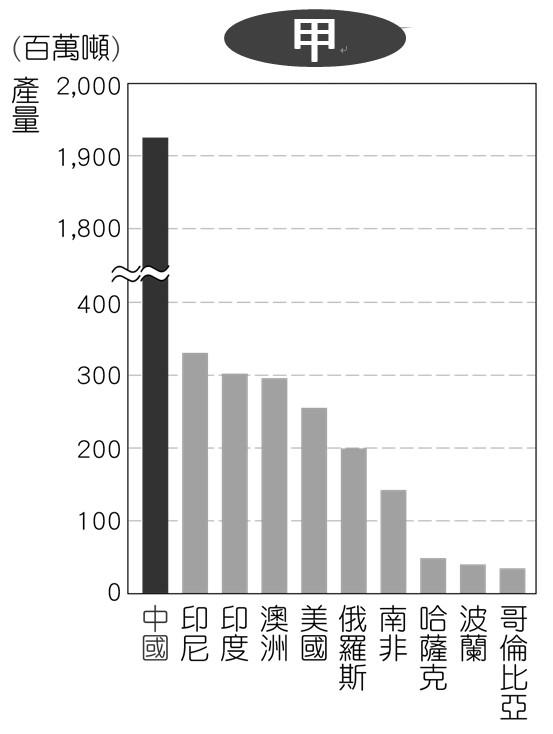 甲
(百萬噸)
產量
2,000
1,900
1,800
400
300
200
100
0
中國
印尼
印度
澳洲
美國
俄羅斯
南非
哈薩克
波蘭
哥倫比亞